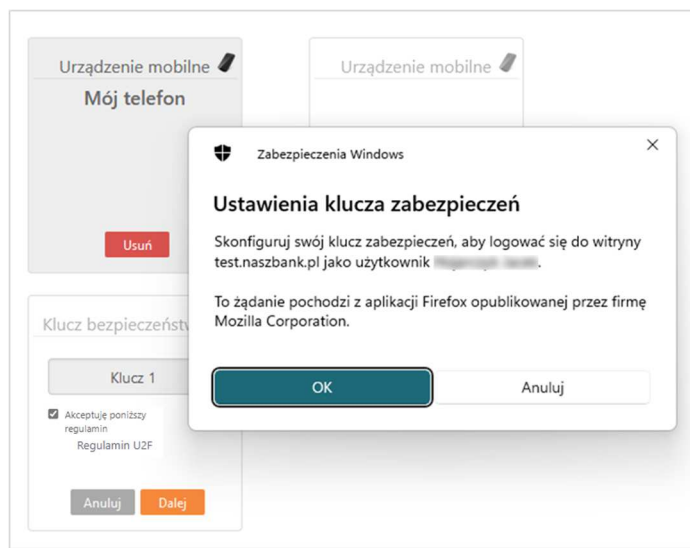 Urządzenie mobilne
Mój telefon
Usuń
Urządzenie mobilne
Klucz bezpieczeństw
Klucz 1
Akceptuję poniższy
regulamin
Regulamin U2F
Anuluj
Dalej
Zabezpieczenia Windows
Ustawienia klucza zabezpieczeń
Skonfiguruj swój klucz zabezpieczeń, aby logować się do witryny
test.naszbank.pl jako użytkownik .
To żądanie pochodzi z aplikacji Firefox opublikowanej przez firmę
Mozilla Corporation.
OK
Anuluj